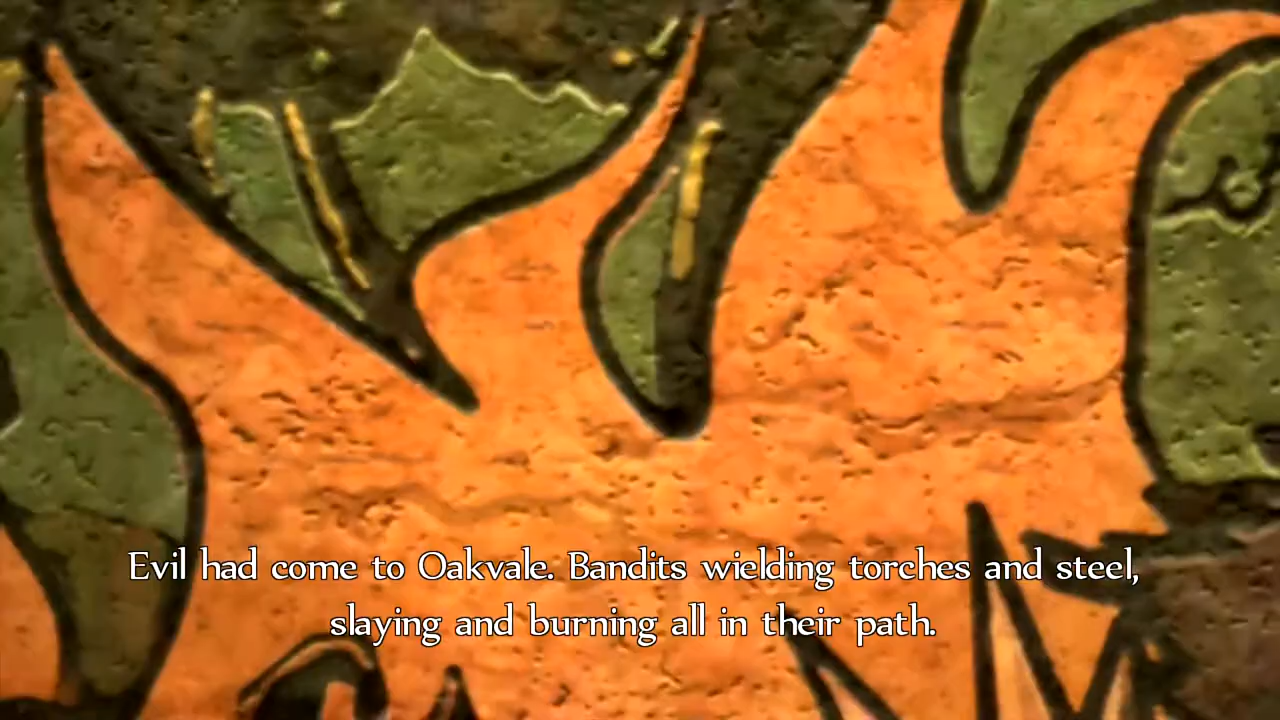 Evil had come to Oakvale. Bandits wielding torches and steel,
slaying and burning all in their path.